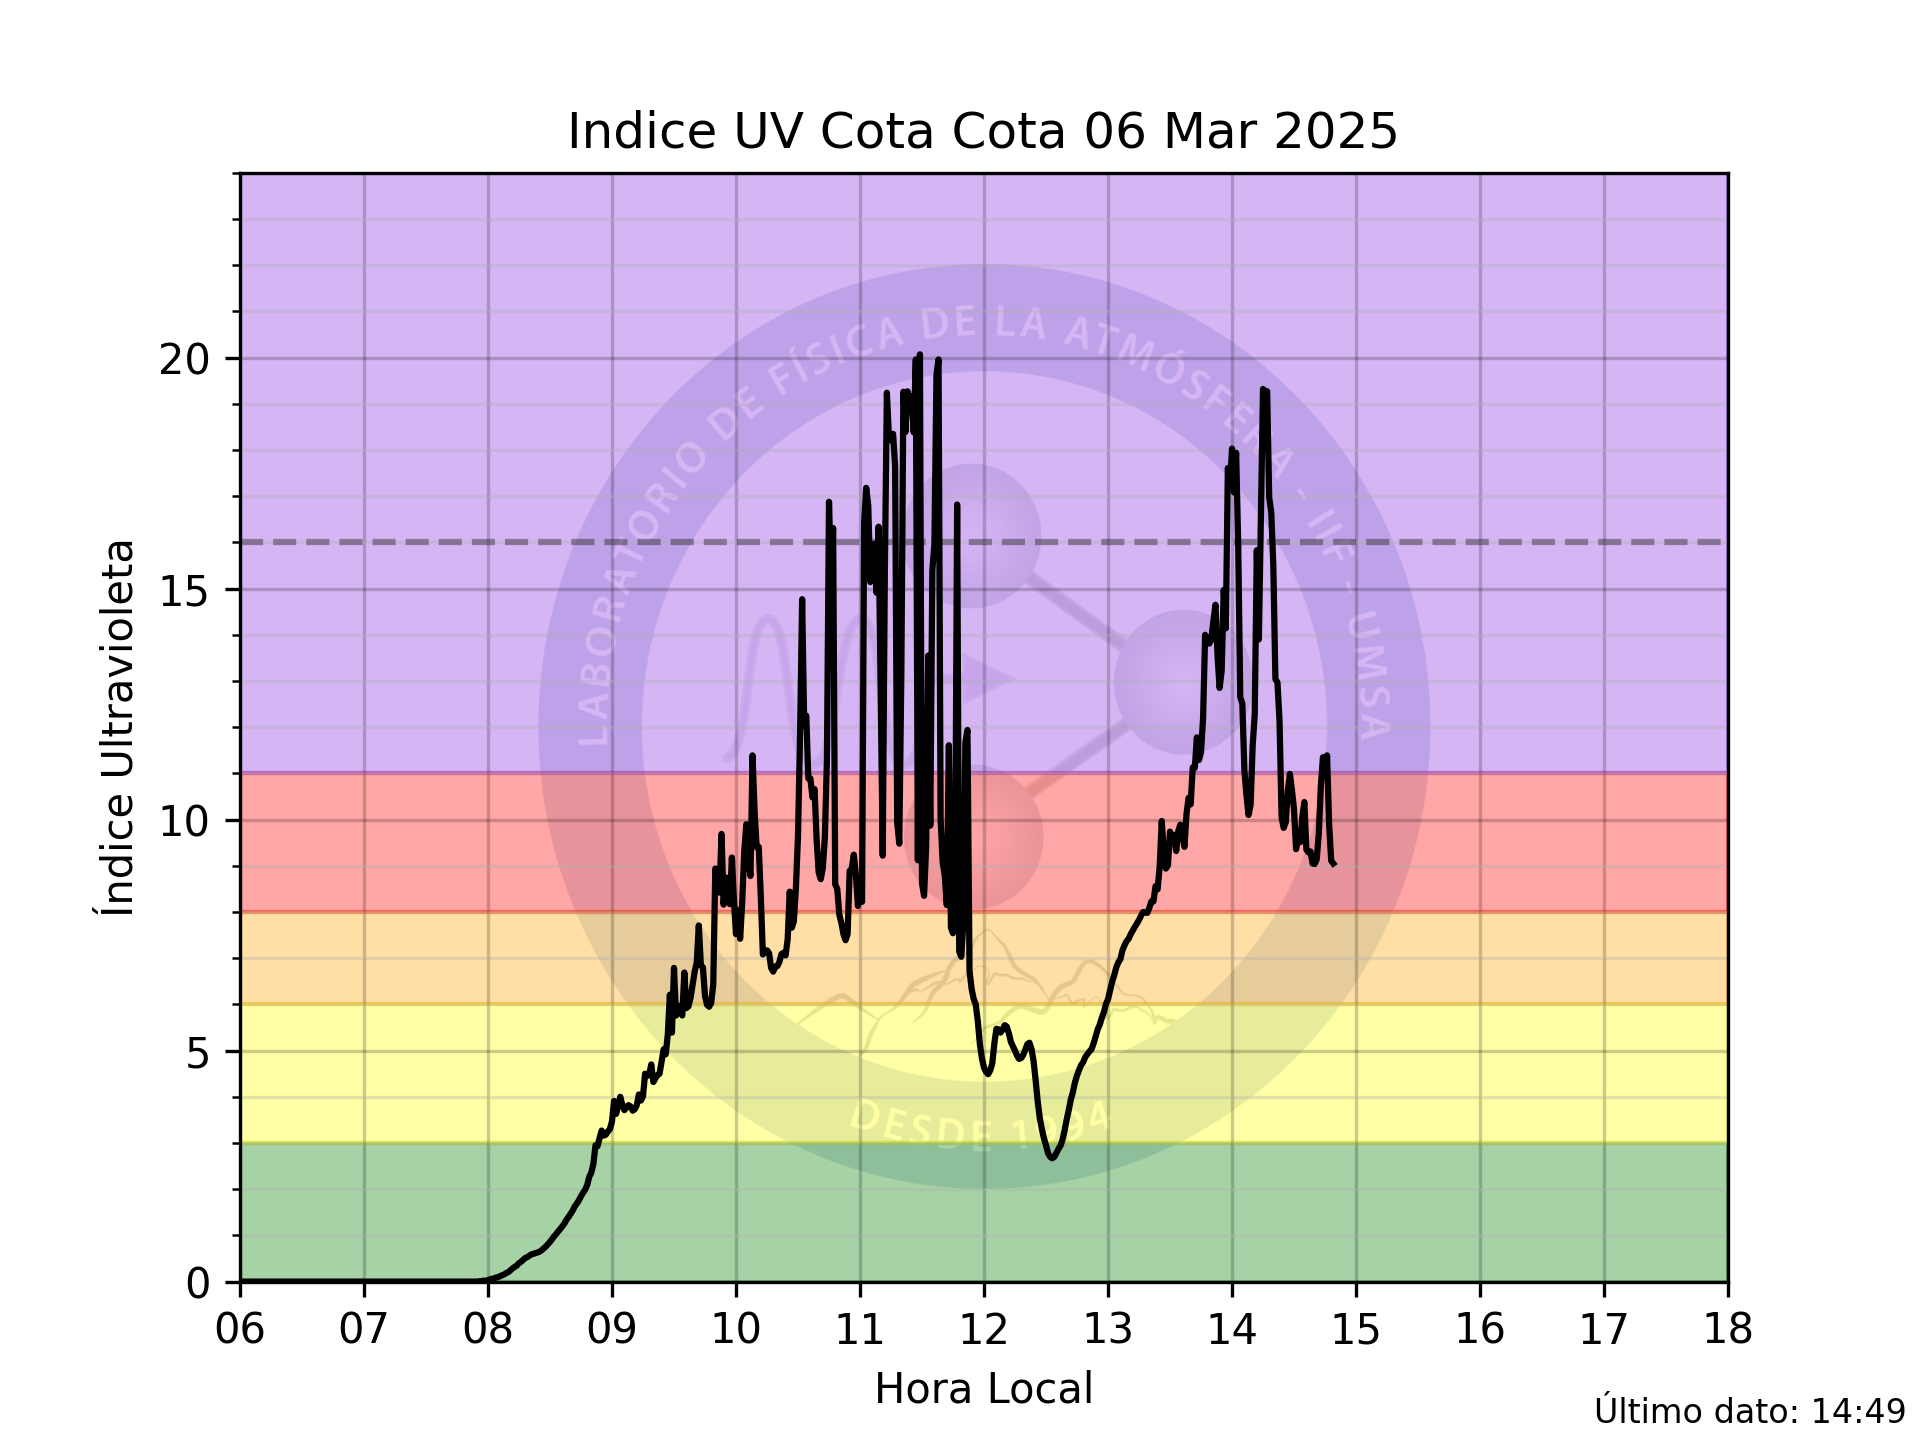 Indice UV Cota Cota 06 Mar 2025
20
15
10
5
0
Índice Ultravioleta
LABORATORIO DE FÍSICA DE LA ATMÓSFERA - IIF - UMSA
DESDE 1994
06 07 08 09 10 11 12 13 14 15 16 17 18
Hora Local
Último dato: 14:49